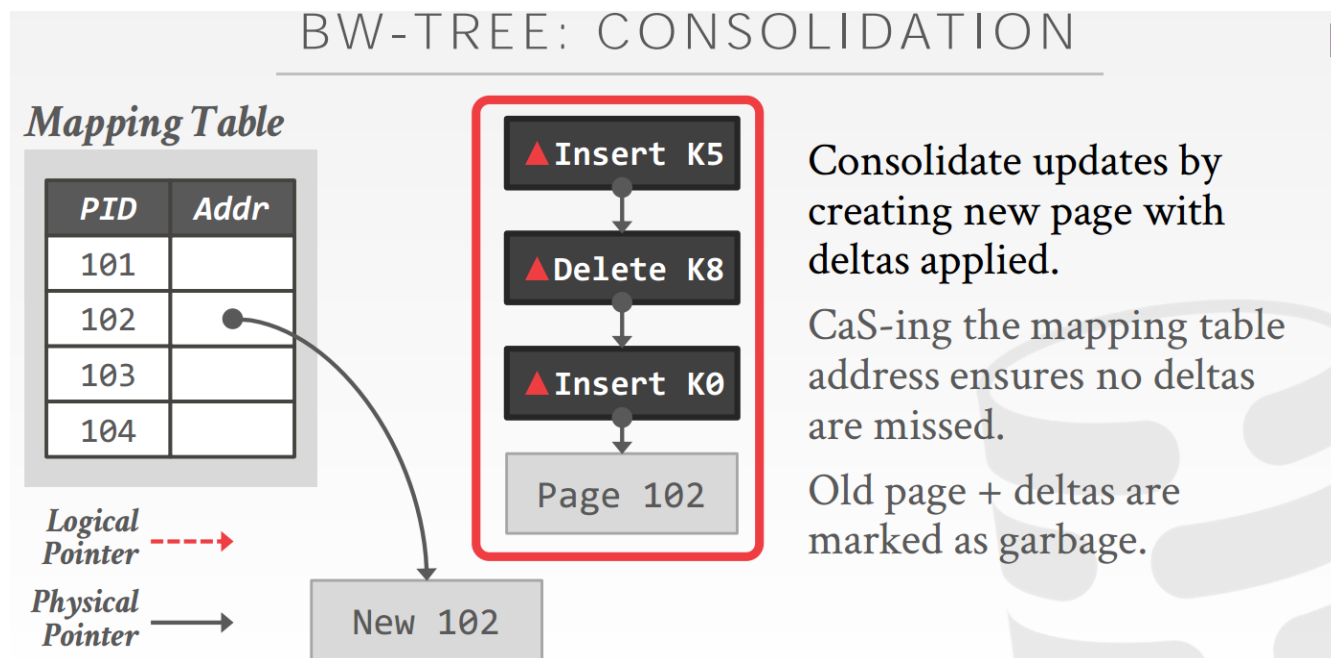 BW-TREE: CONSOLIDATION
Mapping Table
PID Addr
101
102
103
104
Logical
Pointer
Physical
Pointer
▲Insert K5
▲Delete K8
▲Insert K0
Page 102
New 102
Consolidate updates by
creating new page with
deltas applied.
CaS-ing the mapping table
address ensures no deltas
are missed.
Old page + deltas are
marked as garbage.